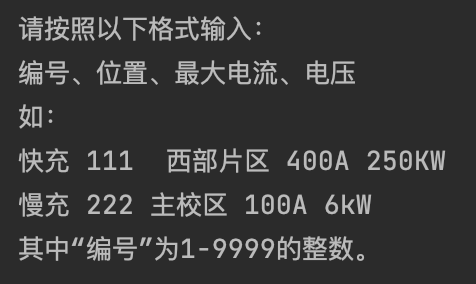 请按照以下格式输入：
编号、位置、最大电流、电压
如：
快充 111  西部片区 400A 250KW
慢充 222 主校区 100A 6kW
其中“编号”为1-9999的整数。